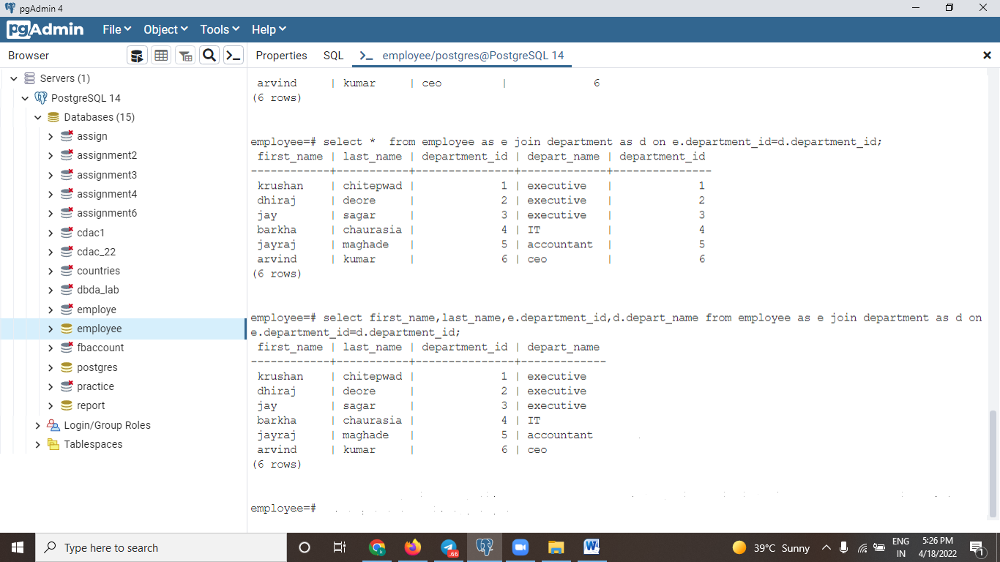 pgAdmin 4
pgAdmin File Object Tools Help
Browser
Properties SQL employee/postgres@PostgreSQL 14
Servers (1)
PostgreSQL 14
Databases (15)
assign
assignment2
assignment3
assignment4
assignment6
cdac1
cdac_22
countries
dbda_lab
employe
employee
fbaccount
postgres
practice
report
Login/Group Roles
Tablespaces
arvind | kumar | ceo | 6
(6 rows)
employee=# select *  from employee as e join department as d on e.department_id=d.department_id;
first_name | last_name | department_id | depart_name | department_id
------------+-----------+---------------+-------------+---------------
krushan | chitepwad | 1 | executive | 1
dhiraj | deore | 2 | executive | 2
jay | sagar | 3 | executive | 3
barkha | chaurasia | 4 | IT | 4
jayraj | maghade | 5 | accountant | 5
arvind | kumar | 6 | ceo | 6
(6 rows)
employee=# select first_name,last_name,e.department_id,d.depart_name from employee as e join department as d on
e.department_id=d.department_id;
first_name | last_name | department_id | depart_name
------------+-----------+---------------+-------------
krushan | chitepwad | 1 | executive
dhiraj | deore | 2 | executive
jay | sagar | 3 | executive
barkha | chaurasia | 4 | IT
jayraj | maghade | 5 | accountant
arvind | kumar | 6 | ceo
(6 rows)
employee=#
Type here to search
.66
39°C Sunny
ENG
IN
5:26 PM
4/18/2022
1